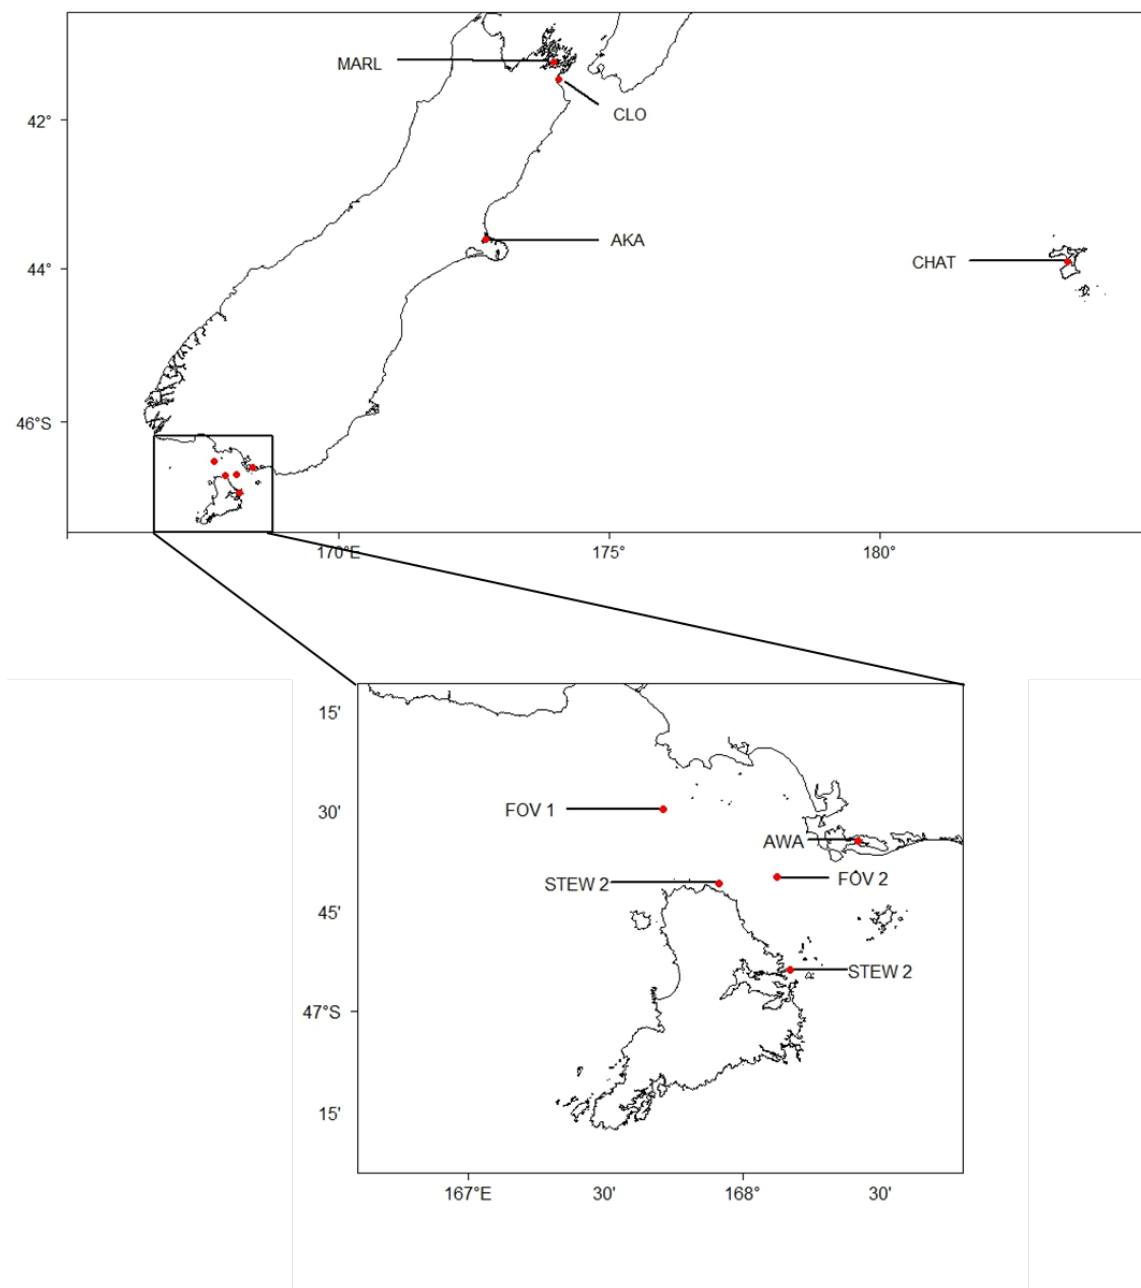 MARL
CLO
42°
AKA
CHAT
44°
46°S
170°E
175°
180°
15'
FOV 1
30'
AWA
STEW 2
FOV 2
45'
STEW 2
47°S
15'
167°E
30'
168°
30'